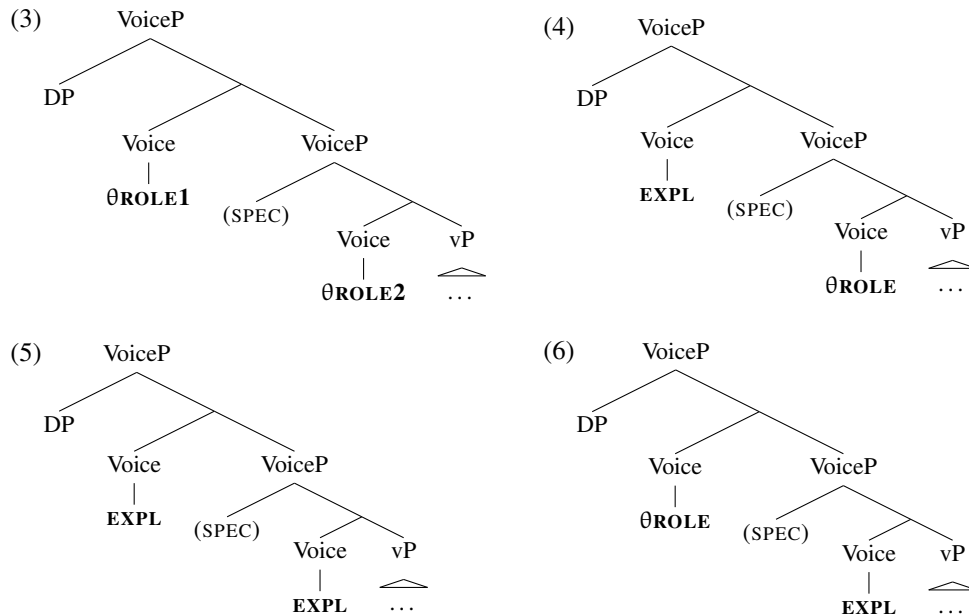 (3) VoiceP
DP
Voice VoiceP
θROLE1 (SPEC)
Voice vP
θROLE2 ...
(4) VoiceP
DP
Voice VoiceP
EXPL (SPEC)
Voice vP
θROLE ...
(5) VoiceP
DP
Voice VoiceP
EXPL (SPEC)
Voice vP
EXPL ...
(6) VoiceP
DP
Voice VoiceP
θROLE (SPEC)
Voice vP
EXPL ...